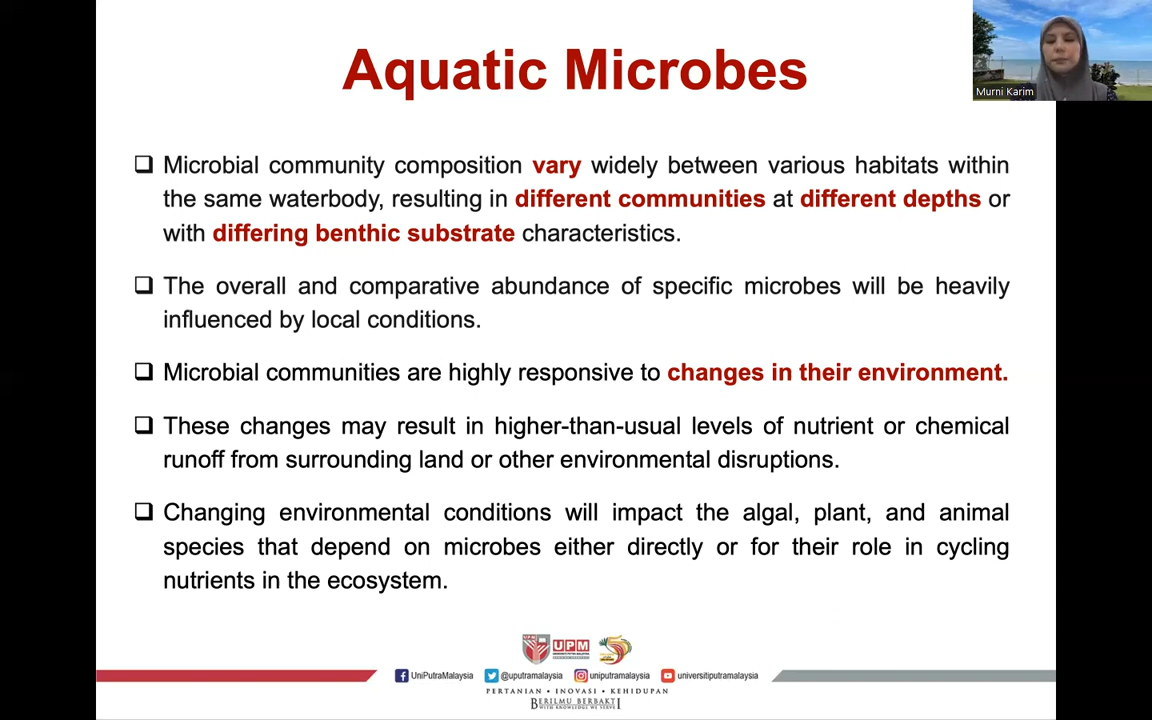 Aquatic Microbes
Murni Karim
❑ Microbial community composition vary widely between various habitats within
the same waterbody, resulting in different communities at different depths or
with differing benthic substrate characteristics.
❑ The overall and comparative abundance of specific microbes will be heavily
influenced by local conditions.
❑ Microbial communities are highly responsive to changes in their environment.
❑ These changes may result in higher-than-usual levels of nutrient or chemical
runoff from surrounding land or other environmental disruptions.
❑ Changing environmental conditions will impact the algal, plant, and animal
species that depend on microbes either directly or for their role in cycling
nutrients in the ecosystem.
UPM
UniPutraMalaysia @uputramalaysia uniputramalaysia universitiputramalaysia
PERTANIAN • INOVASI • KEHIDUPAN
BERILMU BERBAKTI
WITH KNOWLEDGE WE SERVE